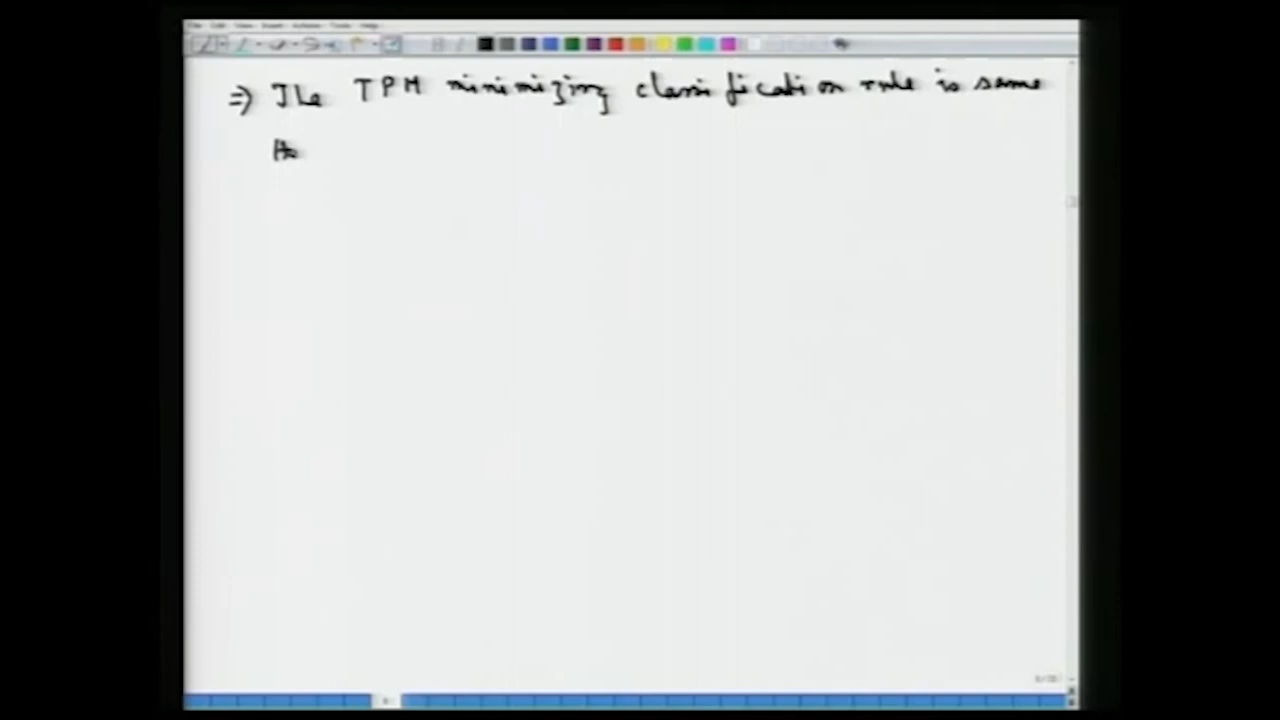 ⇒ The TPM minimizing classification rule is same